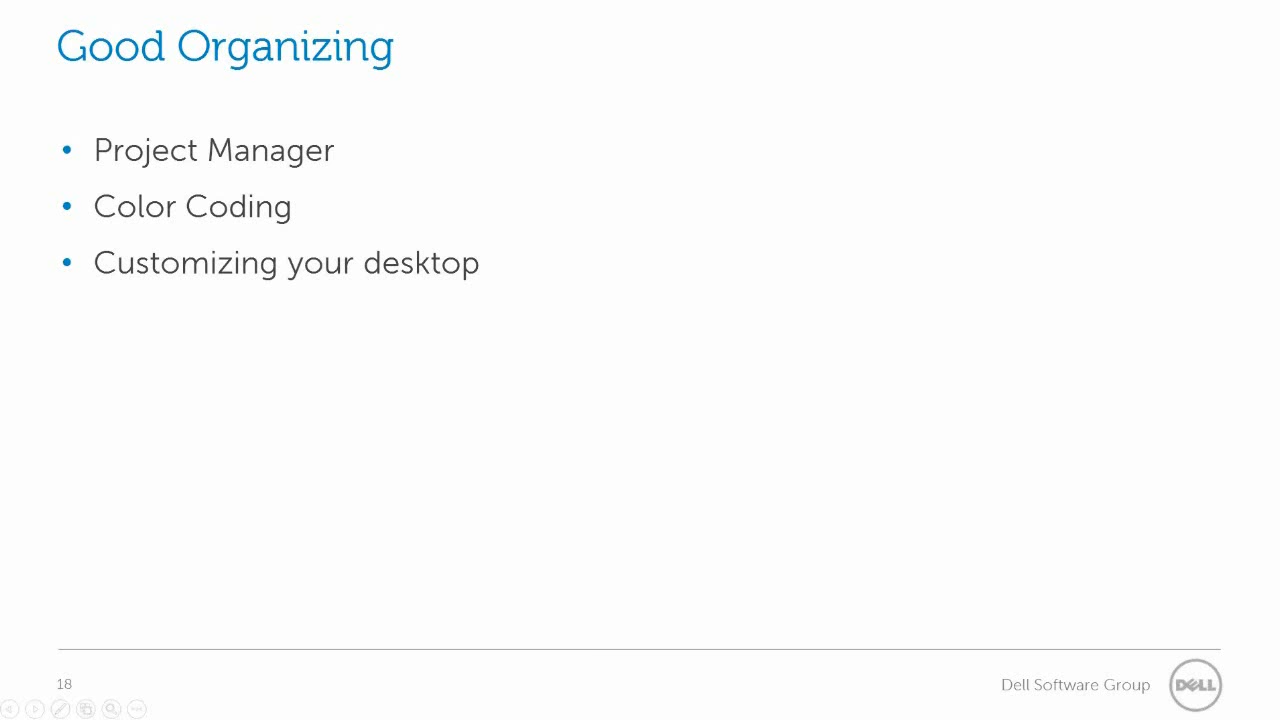 Good Organizing
• Project Manager
• Color Coding
• Customizing your desktop
18
Dell Software Group
DELL